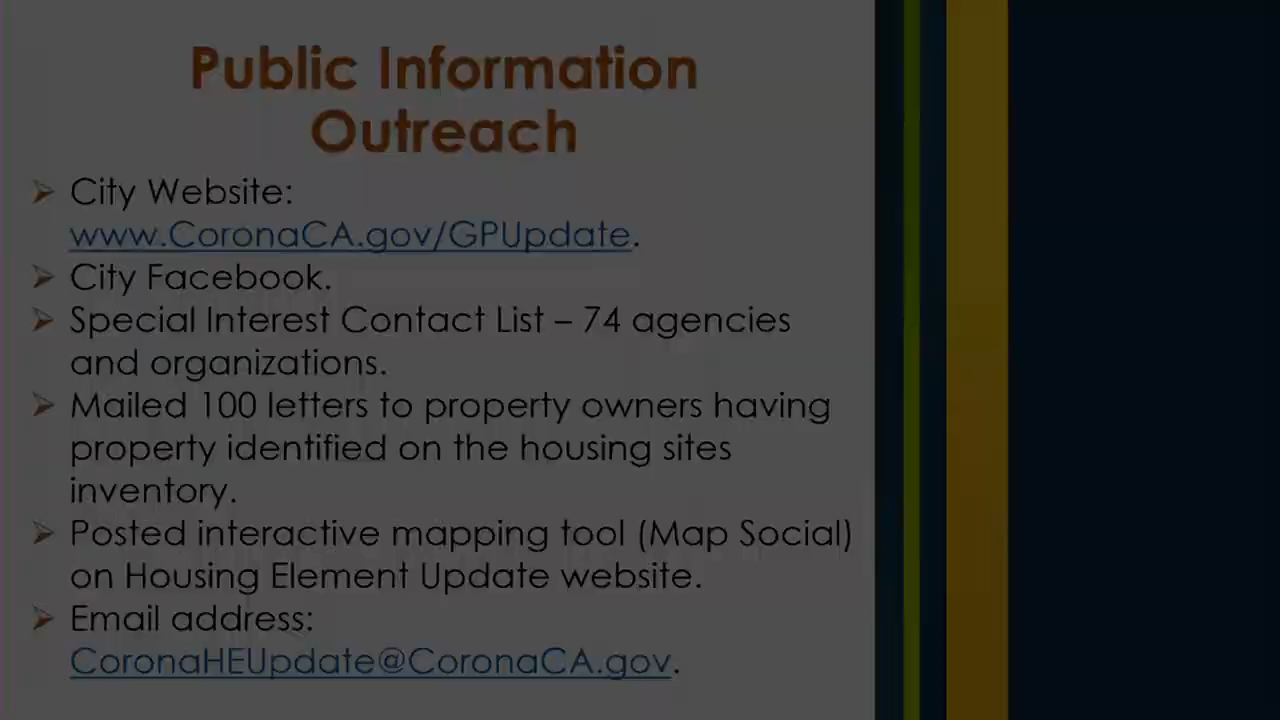 Public Information
Outreach
➢ City Website:
www.CoronaCA.gov/GPUpdate.
➢ City Facebook.
➢ Special Interest Contact List – 74 agencies
and organizations.
➢ Mailed 100 letters to property owners having
property identified on the housing sites
inventory.
➢ Posted interactive mapping tool (Map Social)
on Housing Element Update website.
➢ Email address:
CoronaHEUpdate@CoronaCA.gov.